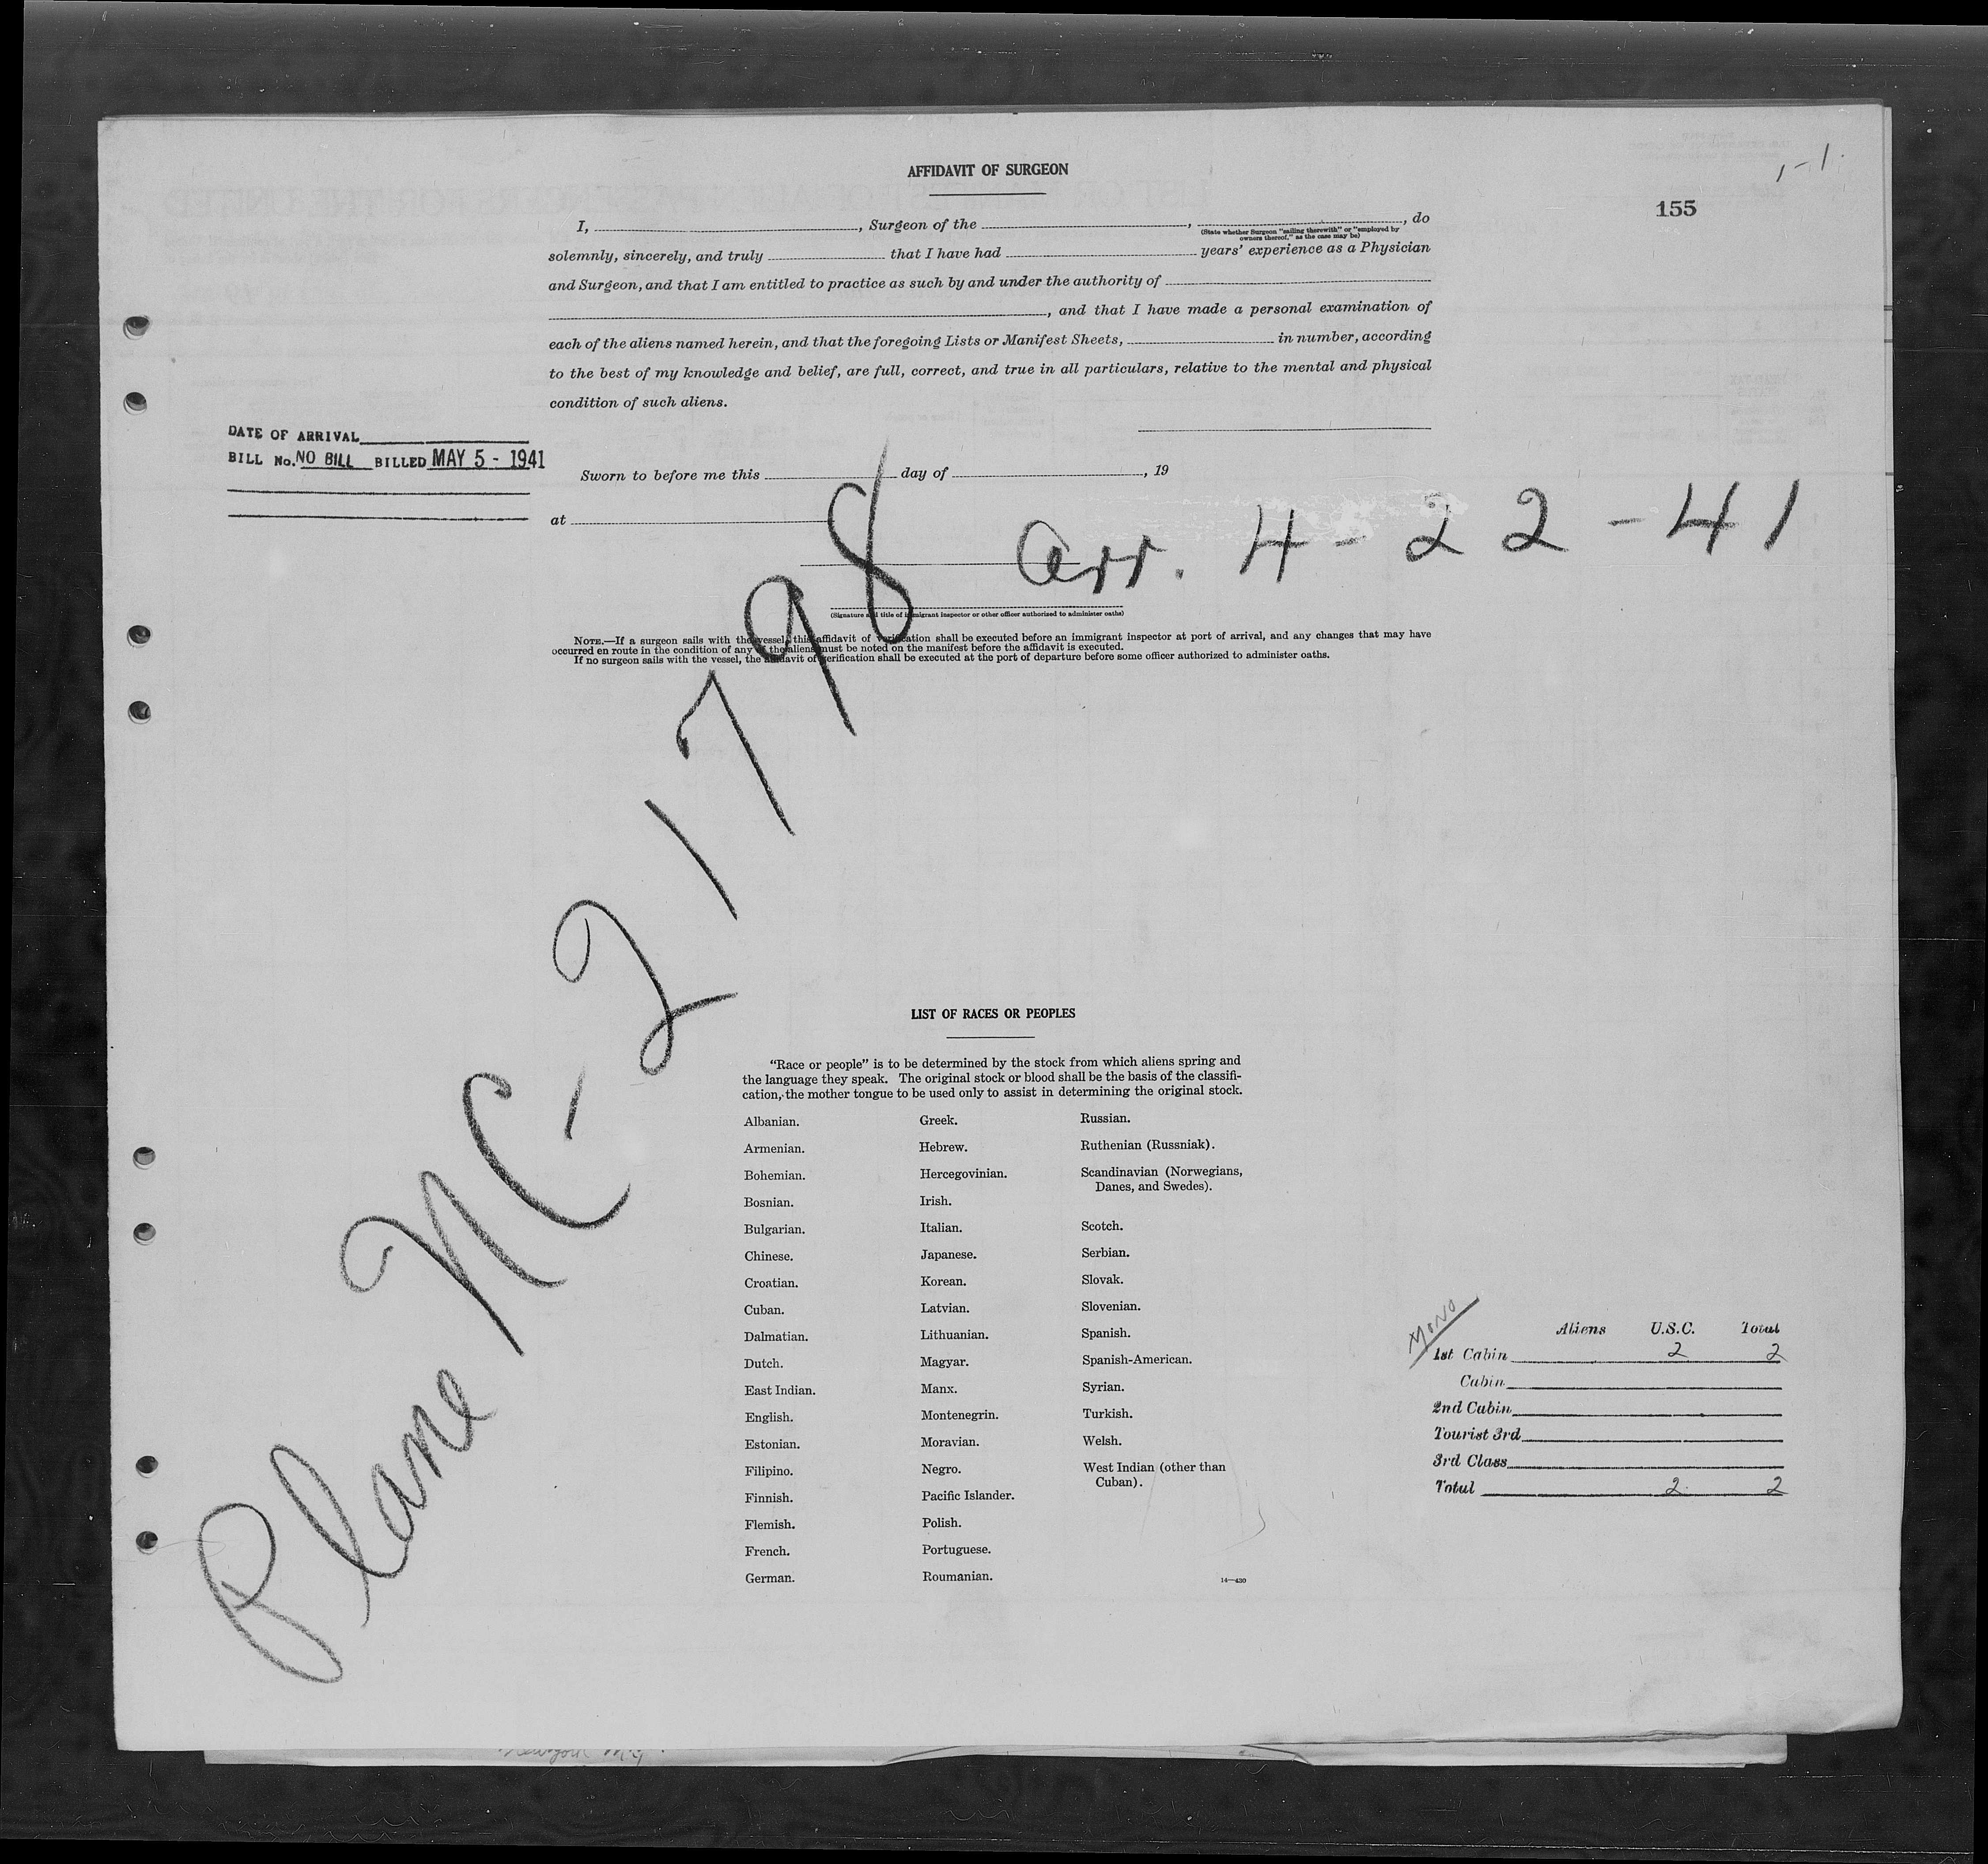 1-1.
155
AFFIDAVIT OF SURGEON
I, , Surgeon of the , , do
(State whether Surgeon "sailing therewith" or "employed by
owners thereof," as the case may be)
solemnly, sincerely, and truly that I have had years' experience as a Physician
and Surgeon, and that I am entitled to practice as such by and under the authority of
, and that I have made a personal examination of
each of the aliens named herein, and that the foregoing Lists or Manifest Sheets, in number, according
to the best of my knowledge and belief, are full, correct, and true in all particulars, relative to the mental and physical
condition of such aliens.
DATE OF ARRIVAL
BILL No. NO BILL BILLED MAY 5 - 1941
Sworn to before me this day of , 19
at
arr. 4-22-41
(Signature and title of immigrant inspector or other officer authorized to administer oaths)
NOTE.—If a surgeon sails with the vessel, this affidavit of verification shall be executed before an immigrant inspector at port of arrival, and any changes that may have
occurred en route in the condition of any of the aliens must be noted on the manifest before the affidavit is executed.
If no surgeon sails with the vessel, the affidavit of verification shall be executed at the port of departure before some officer authorized to administer oaths.
Plane NC-21798
LIST OF RACES OR PEOPLES
"Race or people" is to be determined by the stock from which aliens spring and
the language they speak. The original stock or blood shall be the basis of the classifi-
cation, the mother tongue to be used only to assist in determining the original stock.
Albanian.
Armenian.
Bohemian.
Bosnian.
Bulgarian.
Chinese.
Croatian.
Cuban.
Dalmatian.
Dutch.
East Indian.
English.
Estonian.
Filipino.
Finnish.
Flemish.
French.
German.
Greek.
Hebrew.
Hercegovinian.
Irish.
Italian.
Japanese.
Korean.
Latvian.
Lithuanian.
Magyar.
Manx.
Montenegrin.
Moravian.
Negro.
Pacific Islander.
Polish.
Portuguese.
Roumanian.
Russian.
Ruthenian (Russniak).
Scandinavian (Norwegians,
Danes, and Swedes).
Scotch.
Serbian.
Slovak.
Slovenian.
Spanish.
Spanish-American.
Syrian.
Turkish.
Welsh.
West Indian (other than
Cuban).
14—430
MONO
Aliens U.S.C. Total
1st Cabin 2 2
Cabin
2nd Cabin
Tourist 3rd
3rd Class
Total 2 2